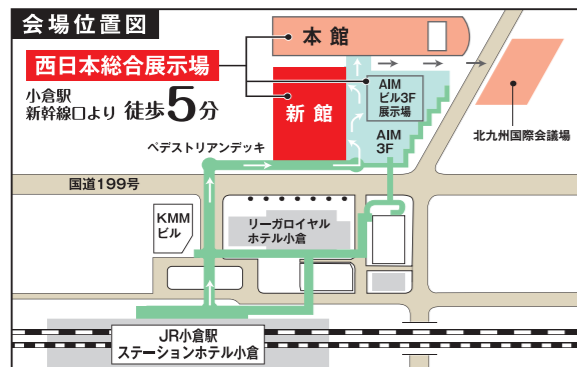 会場位置図
西日本総合展示場
小倉駅
新幹線口より 徒歩5分
本館
新館
AIM
ビル3F
展示場
AIM
3F
北九州国際会議場
ペデストリアンデッキ
国道199号
KMM
ビル
リーガロイヤル
ホテル小倉
JR小倉駅
ステーションホテル小倉